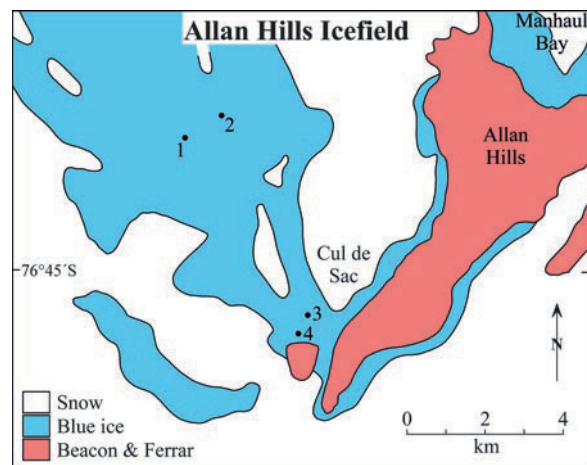 Allan Hills Icefield
Manhaul
Bay
2
1
Allan
Hills
Cul de
Sac
76°45´S
3
4
N
Snow
Blue ice
Beacon & Ferrar
0 2 4
km